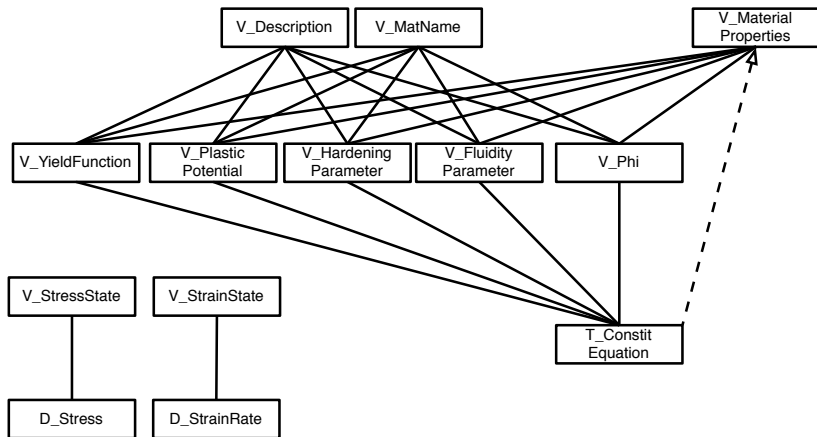 V_Description
V_MatName
V_Material
Properties
V_YieldFunction
V_Plastic
Potential
V_Hardening
Parameter
V_Fluidity
Parameter
V_Phi
V_StressState
V_StrainState
T_Constit
Equation
D_Stress
D_StrainRate